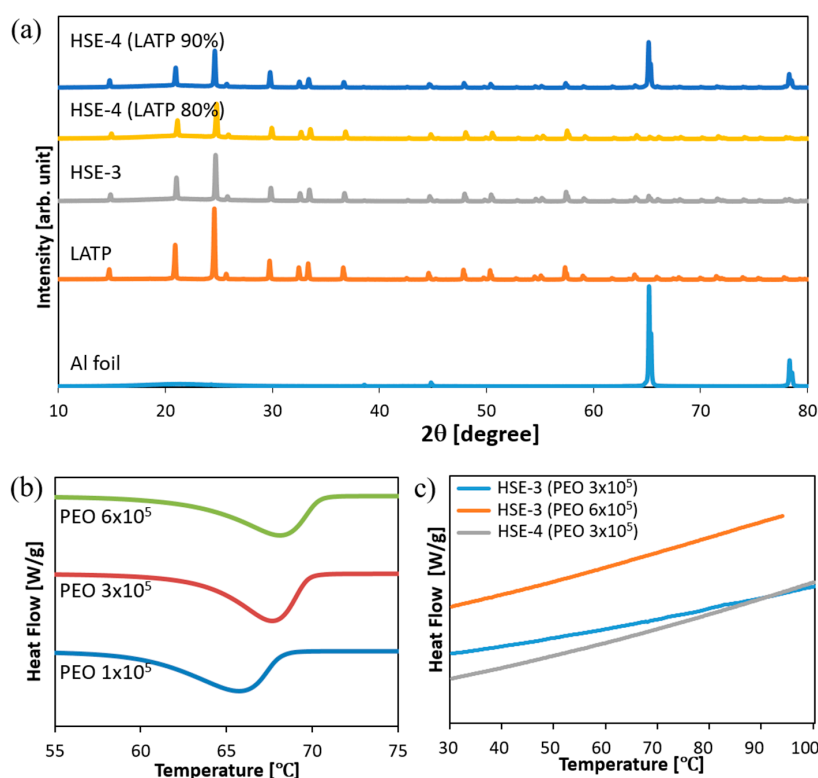 (a)
HSE-4 (LATP 90%)
HSE-4 (LATP 80%)
HSE-3
LATP
Al foil
Intensity [arb. unit]
10 20 30 40 50 60 70 80
2θ [degree]
(b)
PEO 6x10⁵
PEO 3x10⁵
PEO 1x10⁵
Heat Flow [W/g]
55 60 65 70 75
Temperature [℃]
c)
HSE-3 (PEO 3x10⁵)
HSE-3 (PEO 6x10⁵)
HSE-4 (PEO 3x10⁵)
Heat Flow [W/g]
30 40 50 60 70 80 90 100
Temperature [℃]